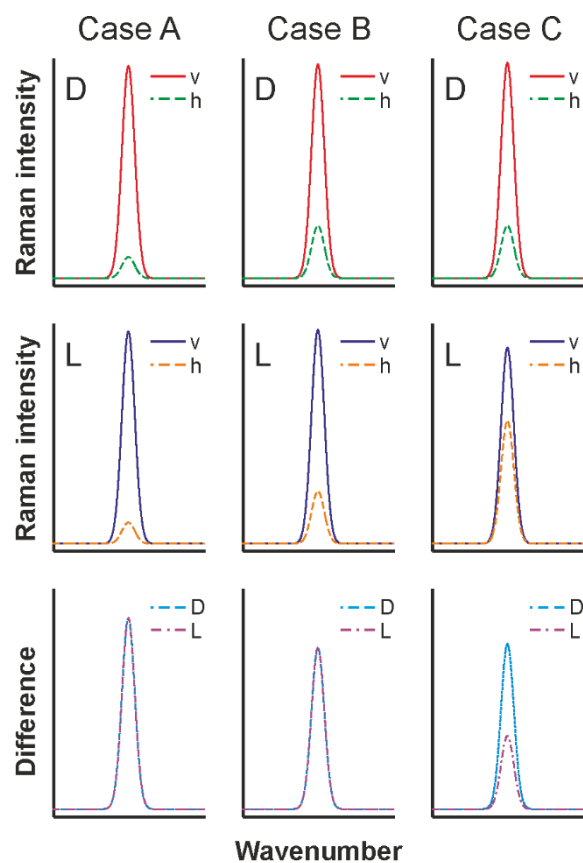 Case A Case B Case C
Raman intensity
D
v
h
D
v
h
D
v
h
Raman intensity
L
v
h
L
v
h
L
v
h
Difference
D
L
D
L
D
L
Wavenumber